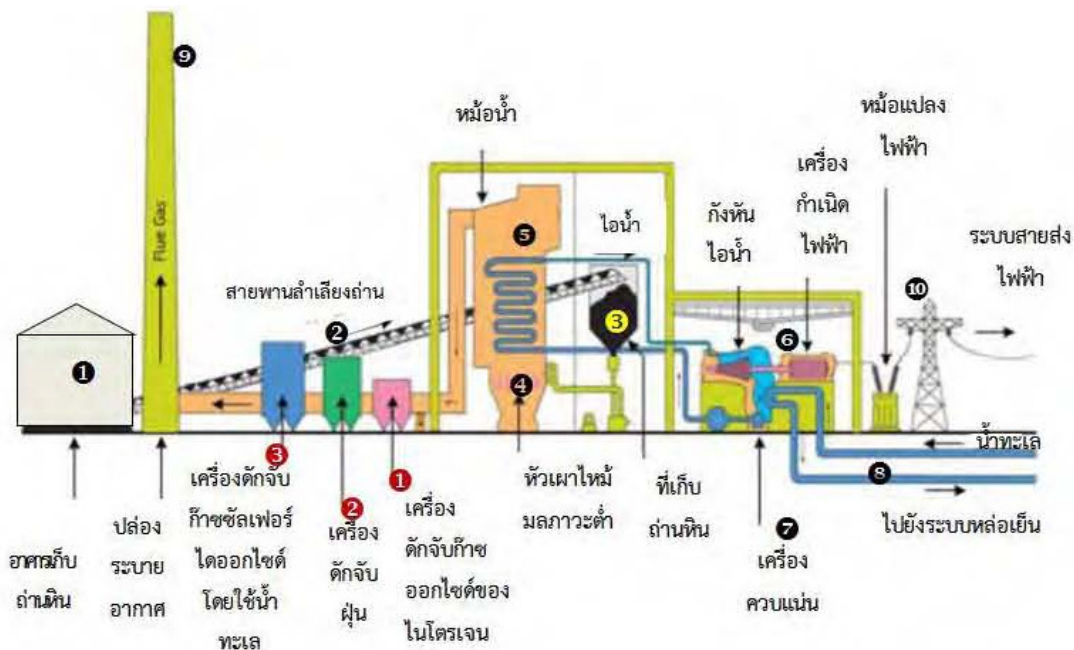 ❾
Flue Gas
หม้อน้ำ
หม้อแปลง
ไฟฟ้า
เครื่อง
กำเนิด
ไฟฟ้า
กังหัน
ไอน้ำ
ไอน้ำ
ระบบสายส่ง
ไฟฟ้า
สายพานลำเลียงถ่าน
❶
❷
❺
❸
❹
❻
❿
น้ำทะเล
❽
ไปยังระบบหล่อเย็น
❼
เครื่อง
ควบแน่น
ที่เก็บ
ถ่านหิน
หัวเผาไหม้
มลภาวะต่ำ
❶
เครื่อง
ดักจับก๊าซ
ออกไซด์ของ
ไนโตรเจน
❷
เครื่อง
ดักจับ
ฝุ่น
❸
เครื่องดักจับ
ก๊าซซัลเฟอร์
ไดออกไซด์
โดยใช้น้ำ
ทะเล
ปล่อง
ระบาย
อากาศ
อาคารเก็บ
ถ่านหิน